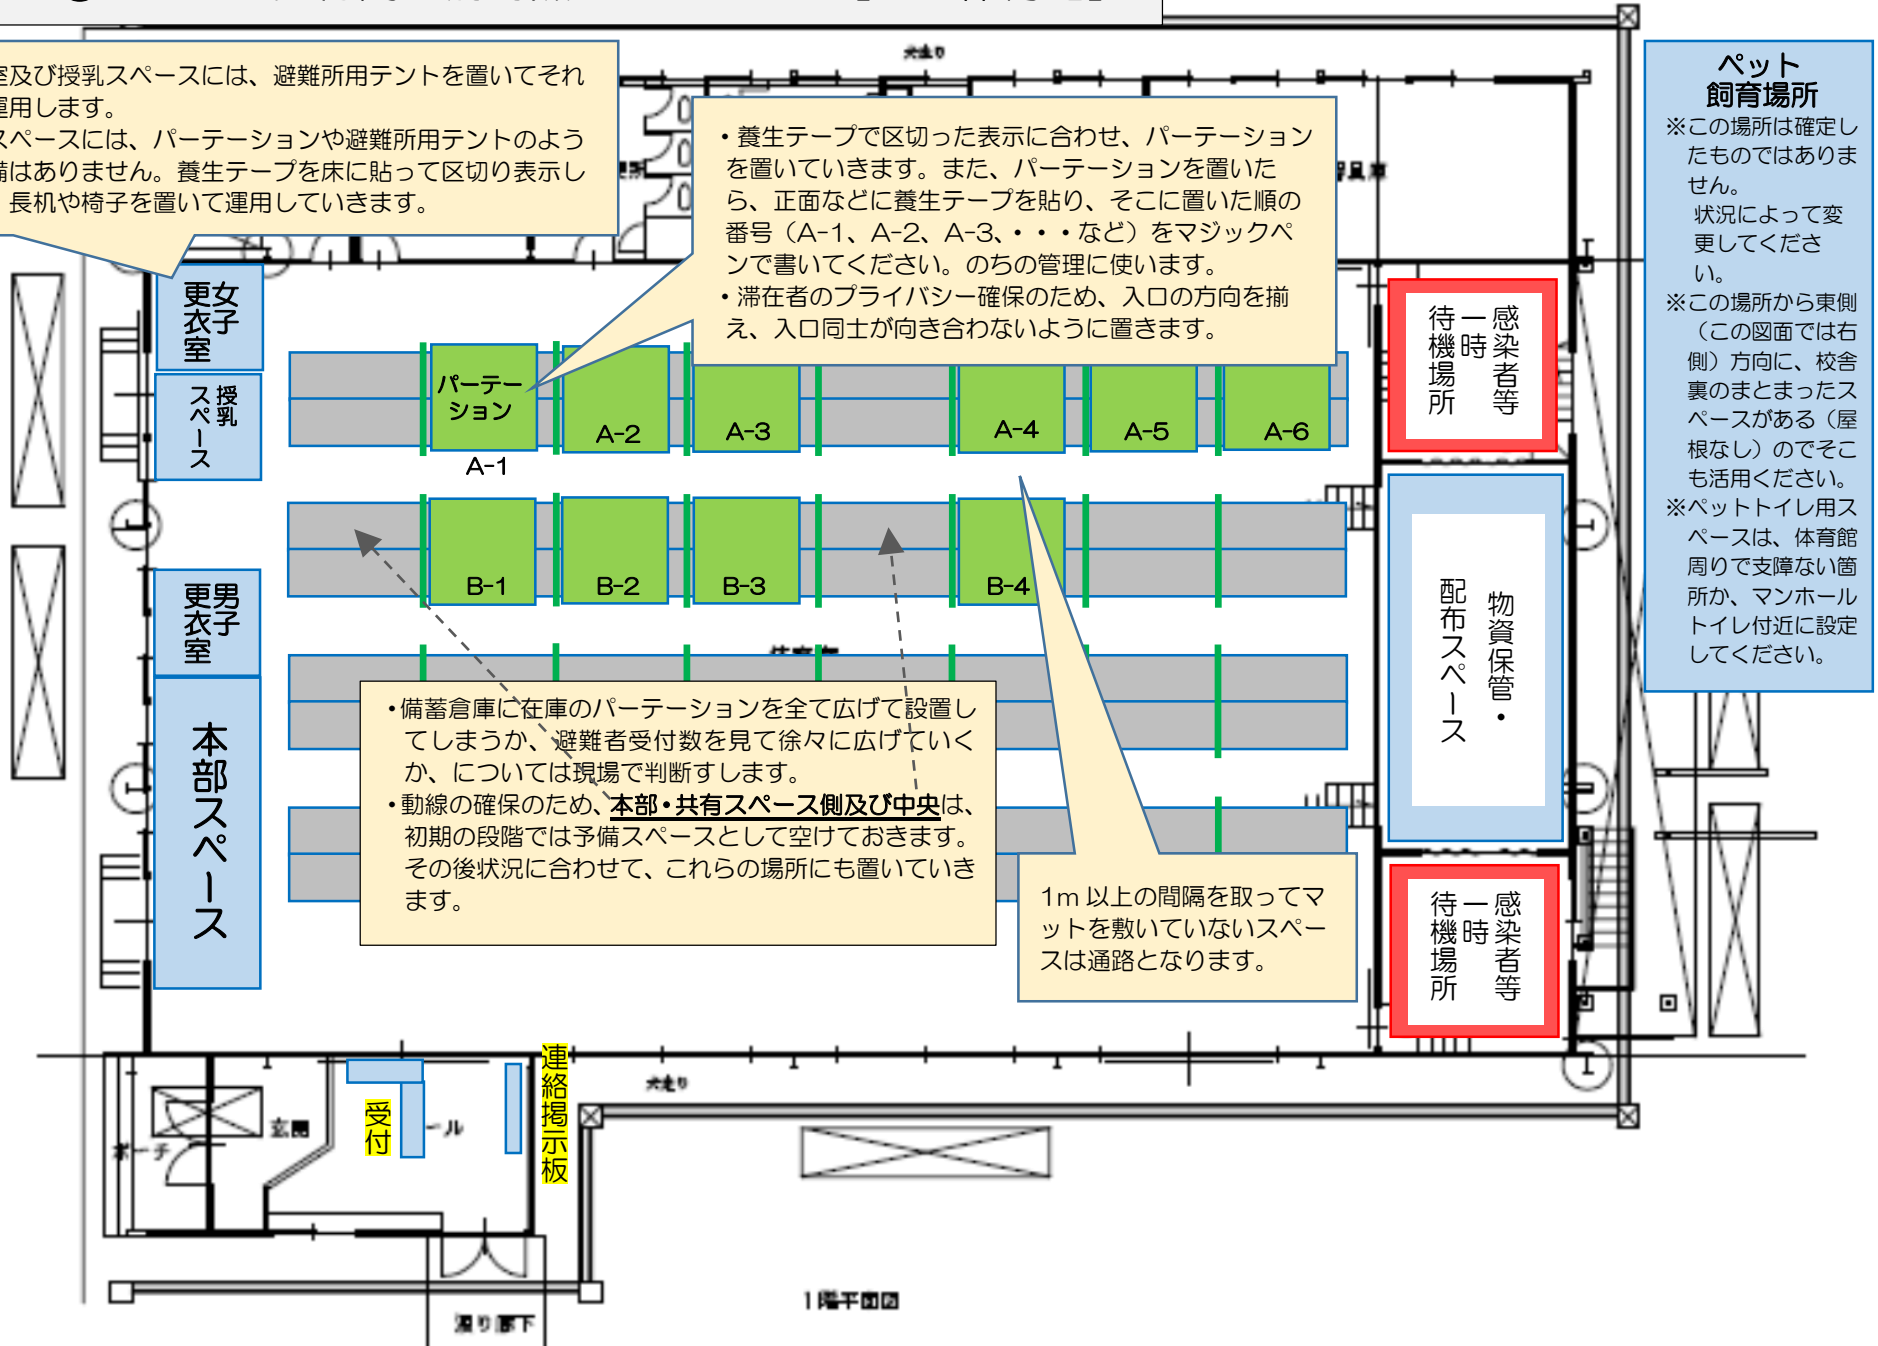 犬走り
室及び授乳スペースには、避難所用テントを置いてそれ
運用します。
スペースには、パーテーションや避難所用テントのよう
備はありません。養生テープを床に貼って区切り表示し
長机や椅子を置いて運用していきます。
・養生テープで区切った表示に合わせ、パーテーション
を置いていきます。また、パーテーションを置いた
ら、正面などに養生テープを貼り、そこに置いた順の
番号（A-1、A-2、A-3、・・・など）をマジックペ
ンで書いてください。のちの管理に使います。
・滞在者のプライバシー確保のため、入口の方向を揃
え、入口同士が向き合わないように置きます。
ペット
飼育場所
※この場所は確定し
たものではありま
せん。
状況によって変
更してくださ
い。
※この場所から東側
（この図面では右
側）方向に、校舎
裏のまとまったス
ペースがある（屋
根なし）のでそこ
も活用ください。
※ペットトイレ用ス
ペースは、体育館
周りで支障ない箇
所か、マンホール
トイレ付近に設定
してください。
女子
更衣室
授乳
スペース
男子
更衣室
本部スペース
パーテー
ション
A-1
A-2
A-3
A-4
A-5
A-6
B-1
B-2
B-3
B-4
感染者等
一時
待機場所
物資保管・
配布スペース
感染者等
一時
待機場所
・備蓄倉庫に在庫のパーテーションを全て広げて設置し
てしまうか、避難者受付数を見て徐々に広げていく
か、については現場で判断すします。
・動線の確保のため、本部・共有スペース側及び中央は、
初期の段階では予備スペースとして空けておきます。
その後状況に合わせて、これらの場所にも置いていき
ます。
1m 以上の間隔を取ってマ
ットを敷いていないスペー
スは通路となります。
連絡掲示板
受付
犬走り
玄関
ポーチ
ール
1階平面図
渡り廊下